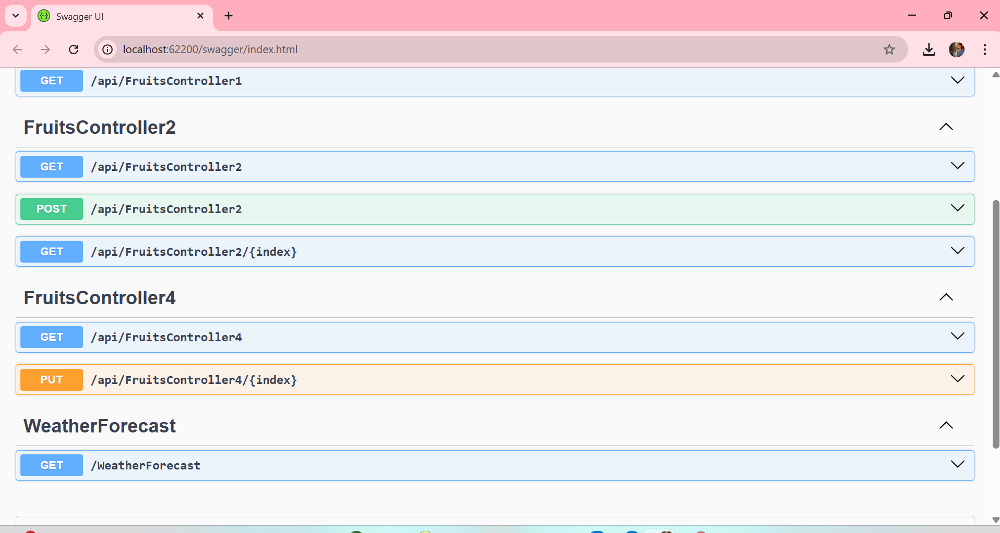 Swagger UI
localhost:62200/swagger/index.html
GET /api/FruitsController1
FruitsController2
GET /api/FruitsController2
POST /api/FruitsController2
GET /api/FruitsController2/{index}
FruitsController4
GET /api/FruitsController4
PUT /api/FruitsController4/{index}
WeatherForecast
GET /WeatherForecast